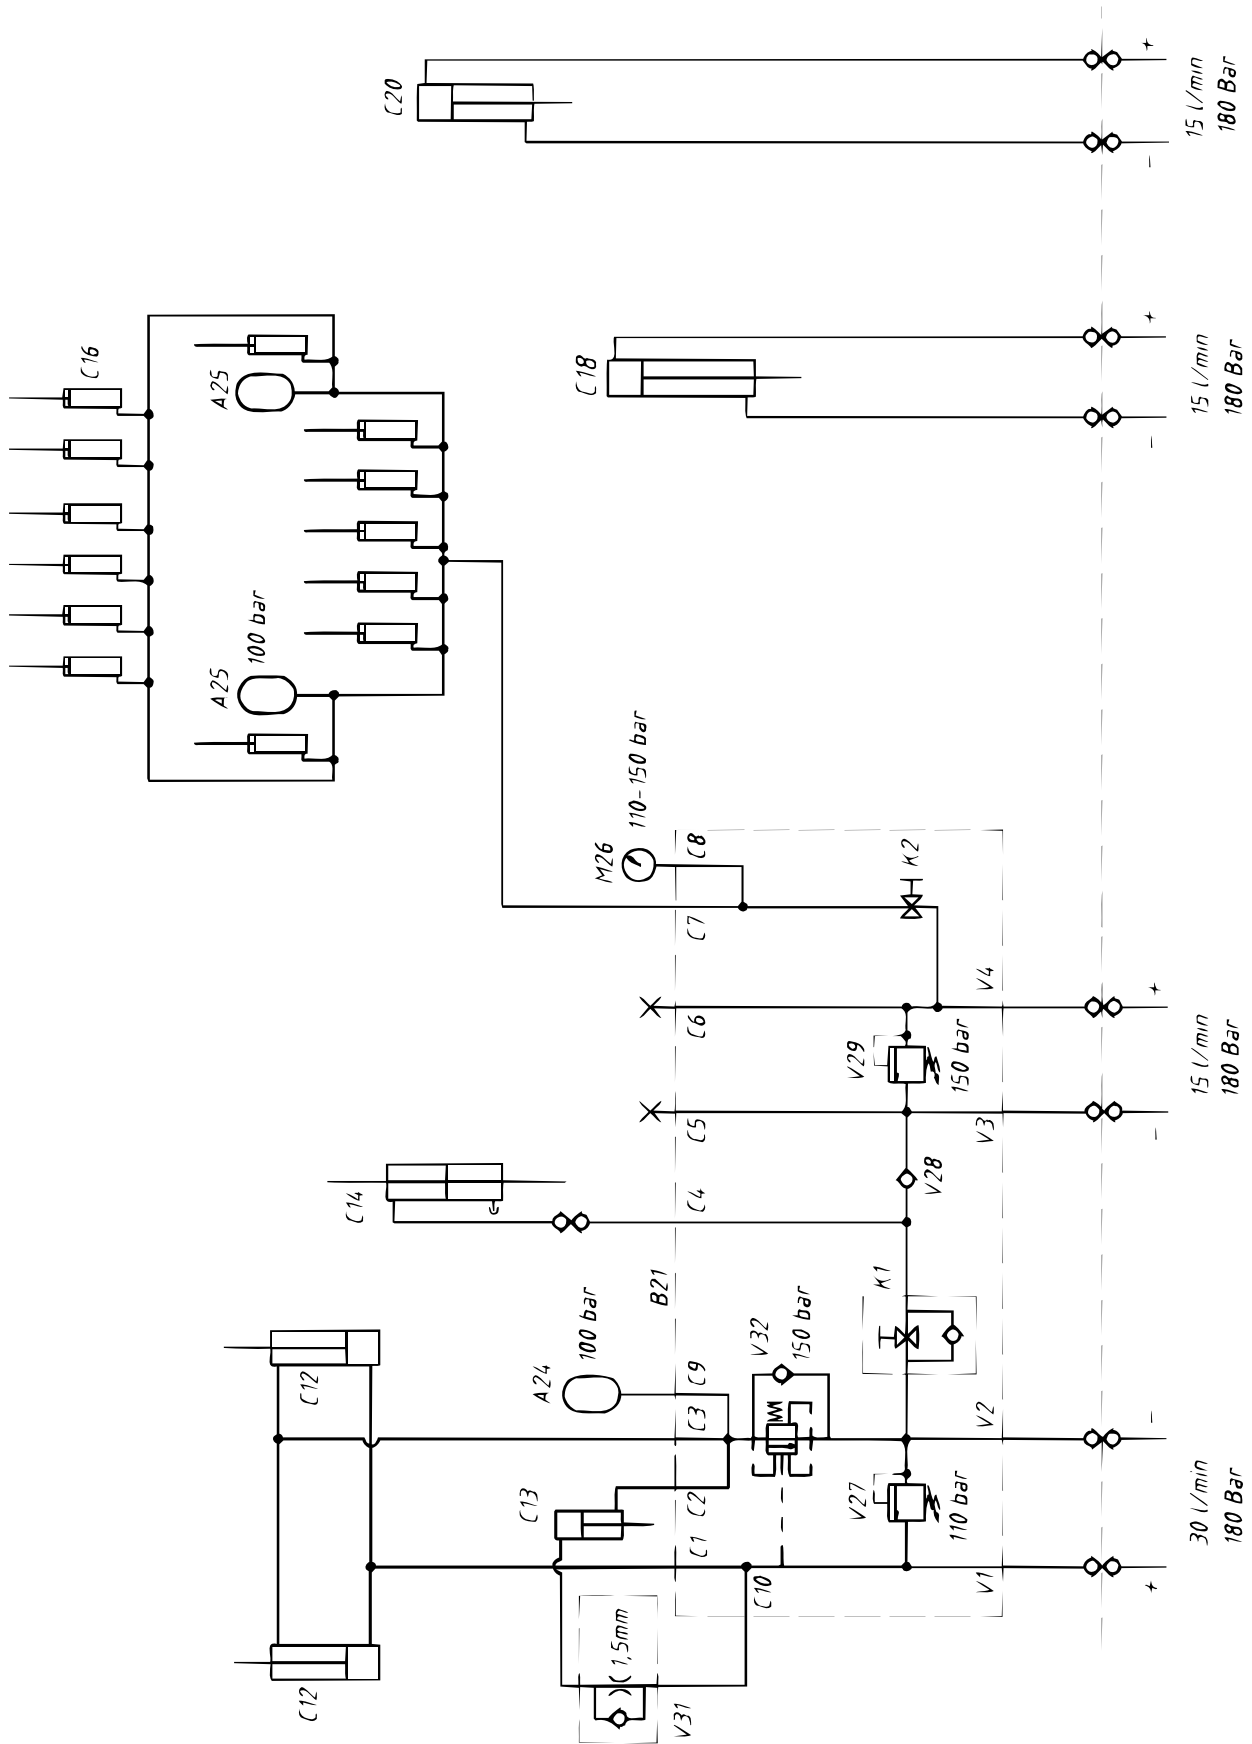 C20
+
15 l/min
180 Bar
-
C16
A25
C18
+
15 l/min
180 Bar
-
100 bar
A25
110-150 bar
M26
C8
K2
C7
V4
C6
+
V29
150 bar
15 l/min
180 Bar
C5
V3
-
V28
C14
C4
K1
B21
100 bar
V32
150 bar
A24
C9
C12
C3
V2
-
C13
C2
V27
110 bar
30 l/min
180 Bar
C1
C10
V1
+
1,5mm
C12
V31